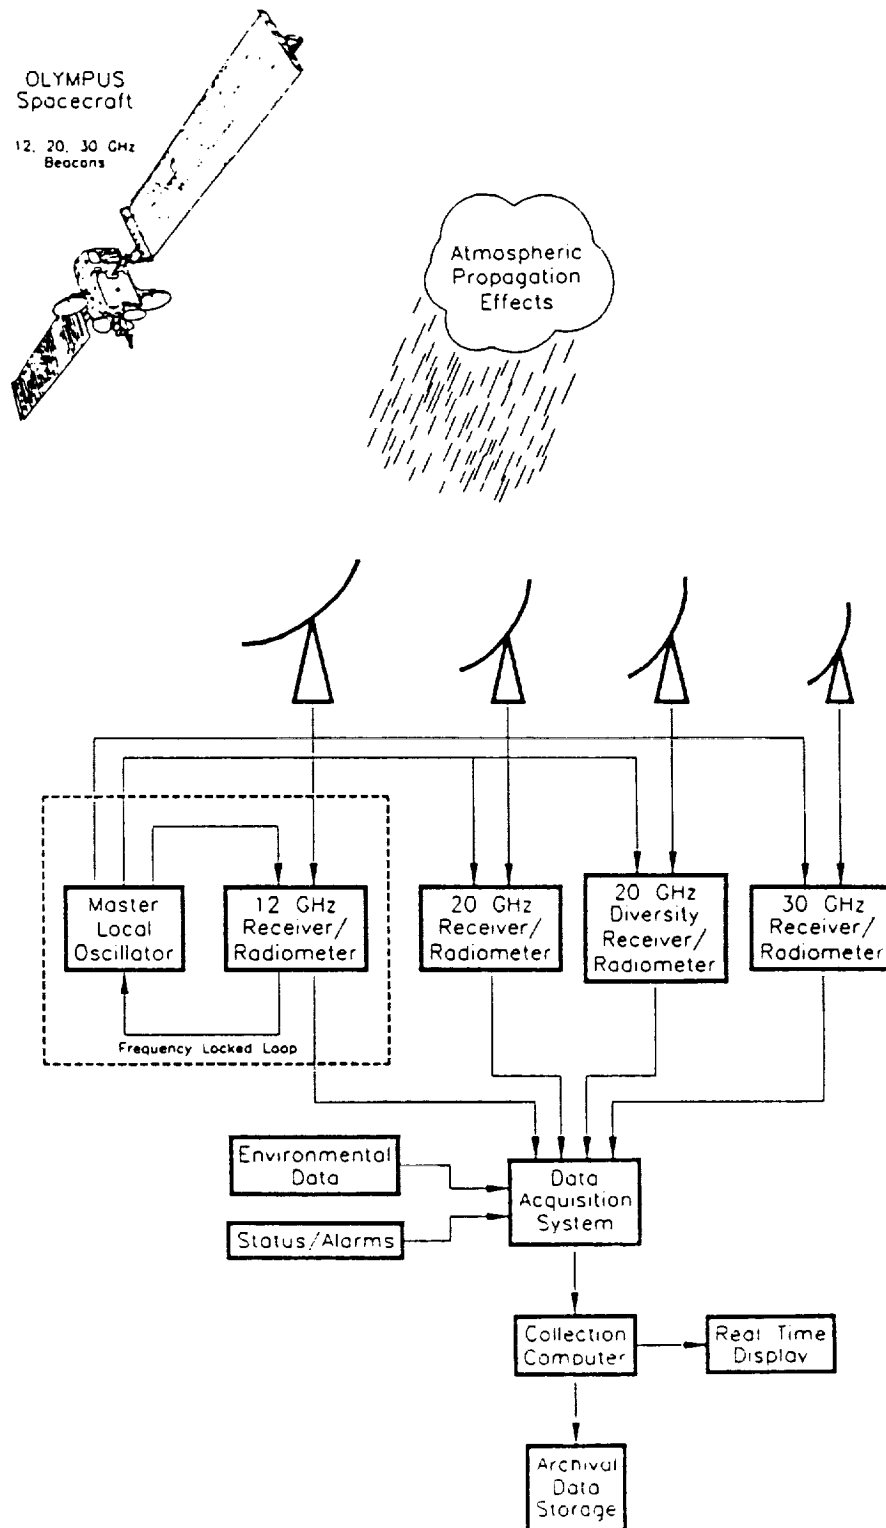 OLYMPUS
Spacecraft
12, 20, 30 GHz
Beacons
Atmospheric
Propagation
Effects
Master
Local
Oscillator
12 GHz
Receiver/
Radiometer
20 GHz
Receiver/
Radiometer
20 GHz
Diversity
Receiver/
Radiometer
30 GHz
Receiver/
Radiometer
Frequency Locked Loop
Environmental
Data
Status/Alarms
Data
Acquisition
System
Collection
Computer
Real Time
Display
Archival
Data
Storage